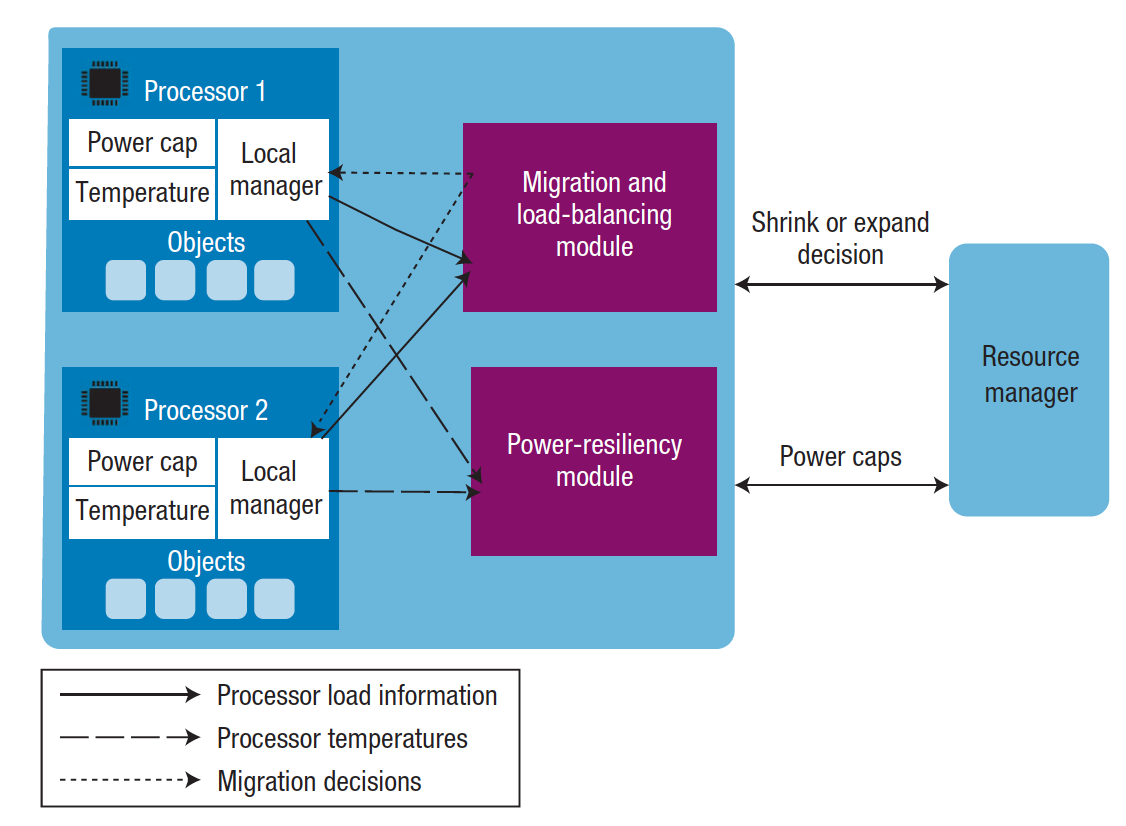 Processor 1
Power cap
Temperature
Local
manager
Objects
Migration and
load-balancing
module
Shrink or expand
decision
Resource
manager
Processor 2
Power cap
Temperature
Local
manager
Objects
Power-resiliency
module
Power caps
Processor load information
Processor temperatures
Migration decisions